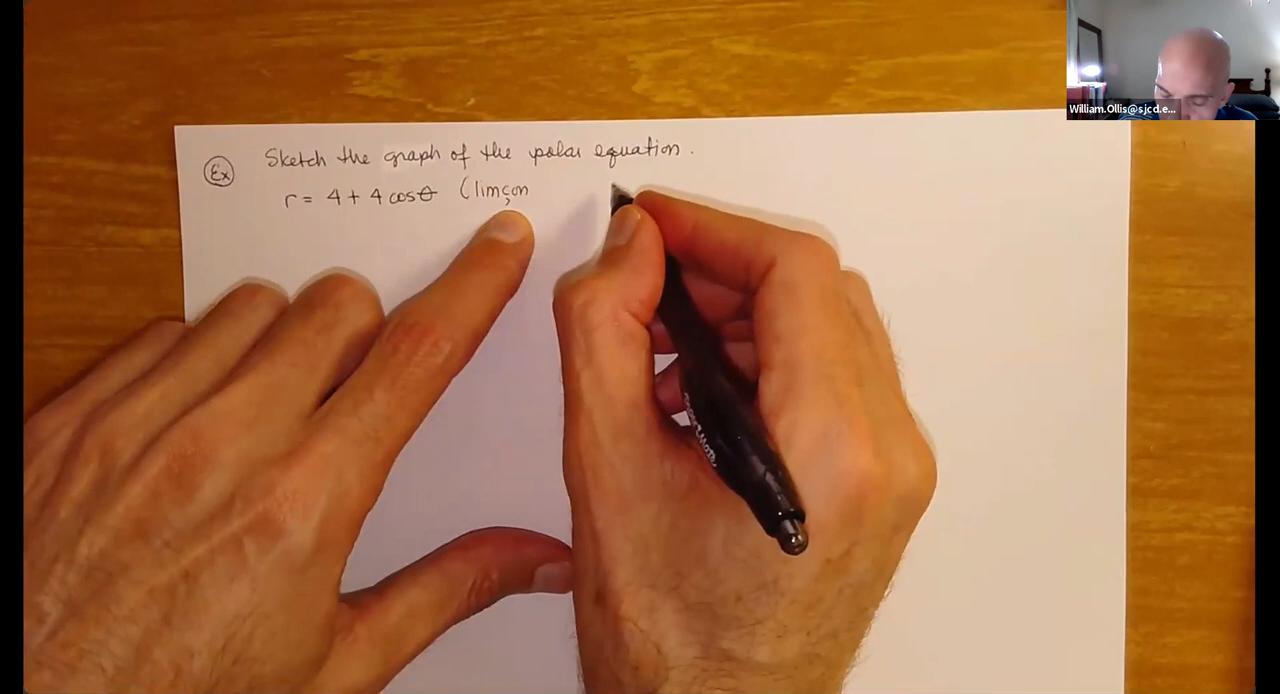 William.Ollis@sjcd.e...
Ex Sketch the graph of the polar equation.
r = 4 + 4 cos θ (limçon